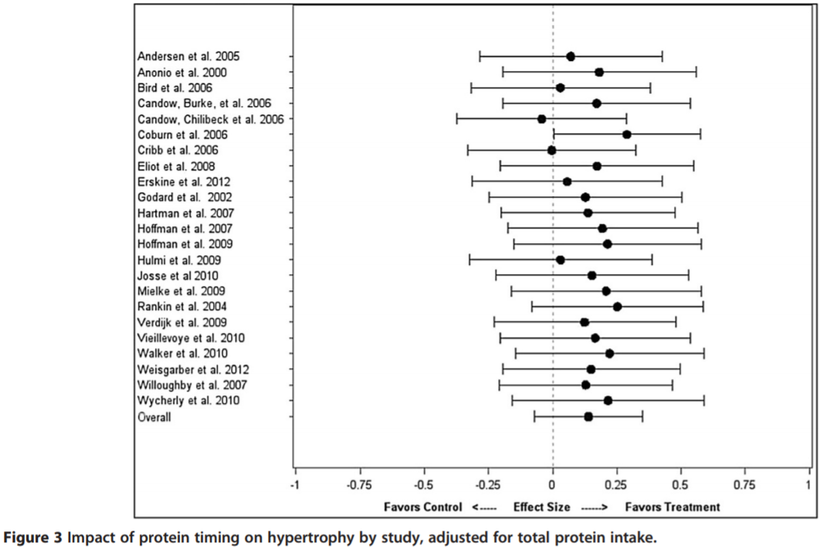 Andersen et al. 2005
Anonio et al. 2000
Bird et al. 2006
Candow, Burke, et al. 2006
Candow, Chilibeck et al. 2006
Coburn et al. 2006
Cribb et al. 2006
Eliot et al. 2008
Erskine et al. 2012
Godard et al. 2002
Hartman et al. 2007
Hoffman et al. 2007
Hoffman et al. 2009
Hulmi et al. 2009
Josse et al 2010
Mielke et al. 2009
Rankin et al. 2004
Verdijk et al. 2009
Vieillevoye et al. 2010
Walker et al. 2010
Weisgarber et al. 2012
Willoughby et al. 2007
Wycherly et al. 2010
Overall
-1 -0.75 -0.5 -0.25 0 0.25 0.5 0.75 1
Favors Control <----- Effect Size -----> Favors Treatment
Figure 3 Impact of protein timing on hypertrophy by study, adjusted for total protein intake.